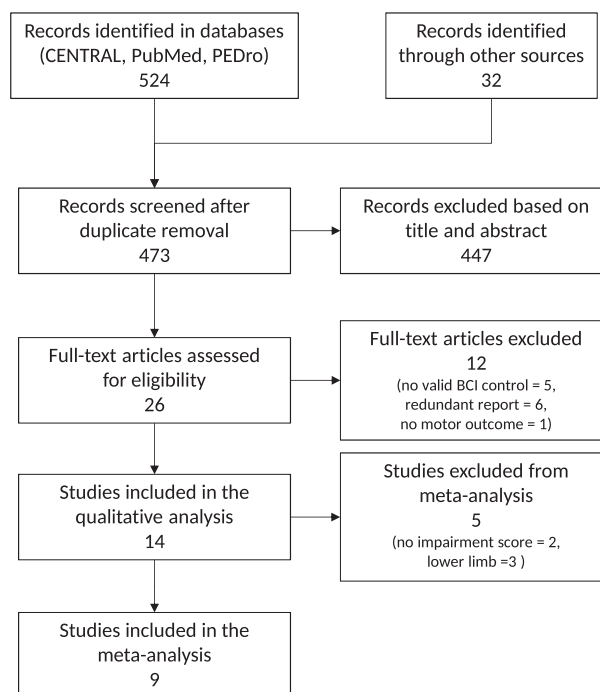 Records identified in databases
(CENTRAL, PubMed, PEDro)
524
Records identified
through other sources
32
Records screened after
duplicate removal
473
Records excluded based on
title and abstract
447
Full-text articles assessed
for eligibility
26
Full-text articles excluded
12
(no valid BCI control = 5,
redundant report = 6,
no motor outcome = 1)
Studies included in the
qualitative analysis
14
Studies excluded from
meta-analysis
5
(no impairment score = 2,
lower limb =3 )
Studies included in the
meta-analysis
9